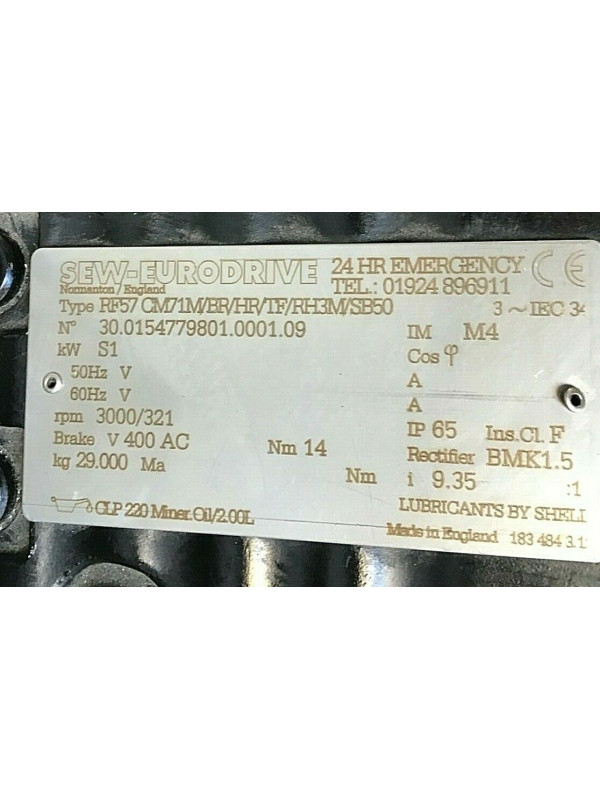 SEW-EURODRIVE 24 HR EMERGENCY CE
Normanton/England TEL.: 01924 896911
Type RF57 CM71M/BR/HR/TF/RH3M/SB50 3~IEC 34
N° 30.0154779801.0001.09 IM M4
kW S1 Cos φ
50Hz V A
60Hz V A
rpm 3000/321 IP 65 Ins.Cl. F
Brake V 400 AC Nm 14 Rectifier BMK1.5
kg 29.000 Ma Nm i 9.35 :1
CLP 220 Miner.Oil/2.00L LUBRICANTS BY SHELL
Made in England 183 484 3.1